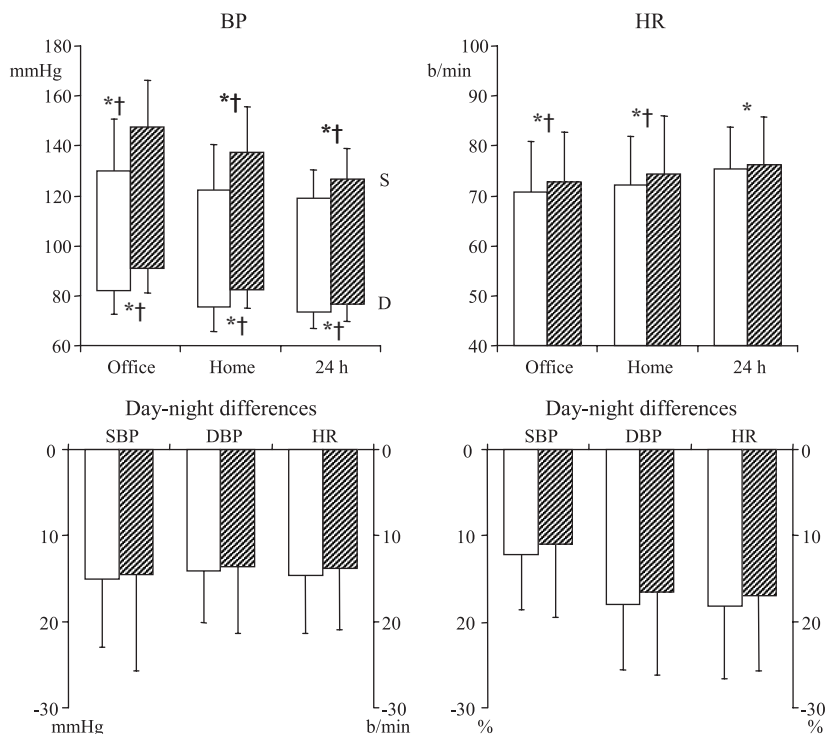 BP
180
mmHg
160
140
120
100
80
60
*†
*†
*†
*†
*†
*†
S
D
Office Home 24 h
HR
100
b/min
90
80
70
60
50
40
*†
*†
*
Office Home 24 h
Day-night differences
SBP DBP HR
0 0
10 10
20 20
-30 -30
mmHg b/min
Day-night differences
SBP DBP HR
0 0
10 10
20 20
-30 -30
% %